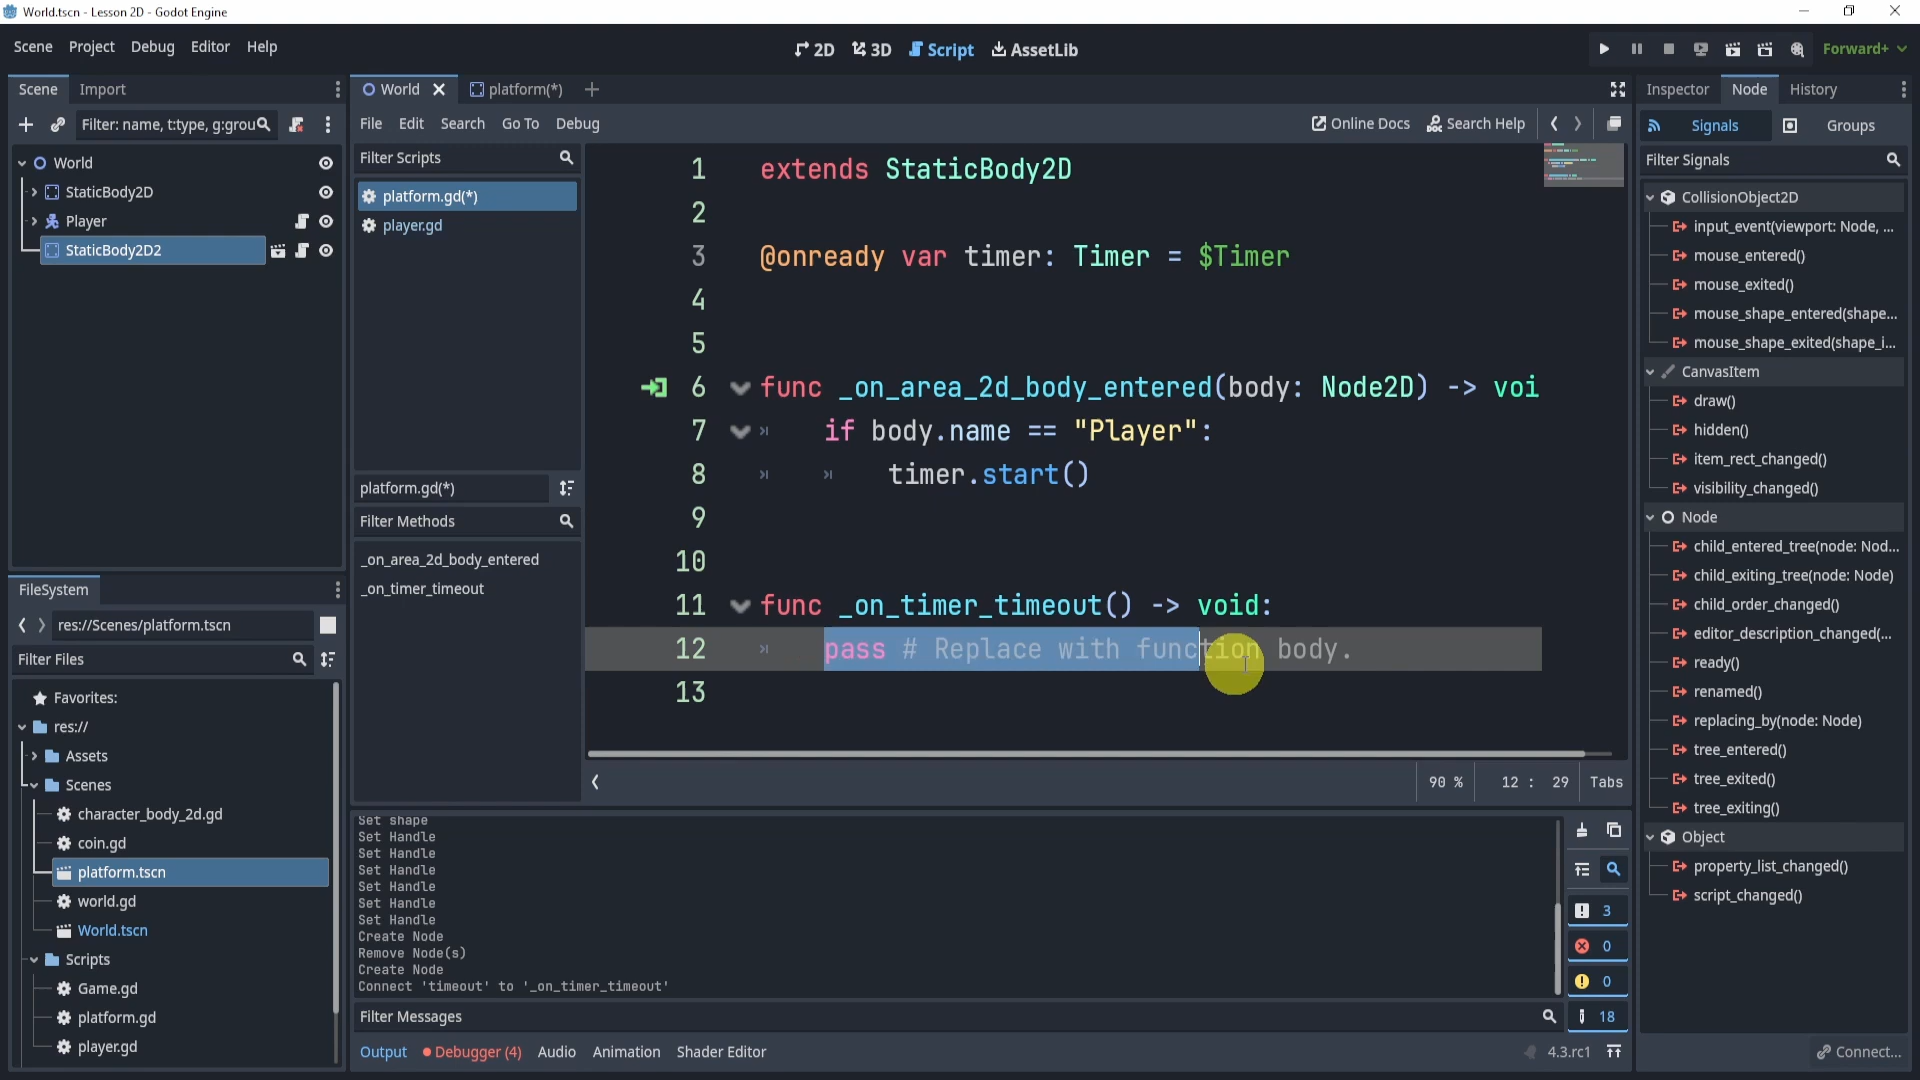 World.tscn - Lesson 2D - Godot Engine
Scene Project Debug Editor Help
2D 3D Script AssetLib
Forward+
Scene Import
World platform(*)
Inspector Node History
Filter: name, t:type, g:grou
File Edit Search Go To Debug
Online Docs Search Help
Signals Groups
World
StaticBody2D
Player
StaticBody2D2
Filter Scripts
platform.gd(*)
player.gd
platform.gd(*)
Filter Methods
_on_area_2d_body_entered
_on_timer_timeout
1 extends StaticBody2D
2
3 @onready var timer: Timer = $Timer
4
5
6 func _on_area_2d_body_entered(body: Node2D) -> voi
7 if body.name == "Player":
8 timer.start()
9
10
11 func _on_timer_timeout() -> void:
12 pass # Replace with function body.
13
90 % 12 : 29 Tabs
Filter Signals
CollisionObject2D
input_event(viewport: Node, ...
mouse_entered()
mouse_exited()
mouse_shape_entered(shape...
mouse_shape_exited(shape_i...
CanvasItem
draw()
hidden()
item_rect_changed()
visibility_changed()
Node
child_entered_tree(node: Nod...
child_exiting_tree(node: Node)
child_order_changed()
editor_description_changed(...
ready()
renamed()
replacing_by(node: Node)
tree_entered()
tree_exited()
tree_exiting()
Object
property_list_changed()
script_changed()
Connect...
FileSystem
res://Scenes/platform.tscn
Filter Files
Favorites:
res://
Assets
Scenes
character_body_2d.gd
coin.gd
platform.tscn
world.gd
World.tscn
Scripts
Game.gd
platform.gd
player.gd
Set shape
Set Handle
Set Handle
Set Handle
Set Handle
Set Handle
Set Handle
Create Node
Remove Node(s)
Create Node
Connect 'timeout' to '_on_timer_timeout'
3
0
0
18
Filter Messages
Output Debugger (4) Audio Animation Shader Editor
4.3.rc1